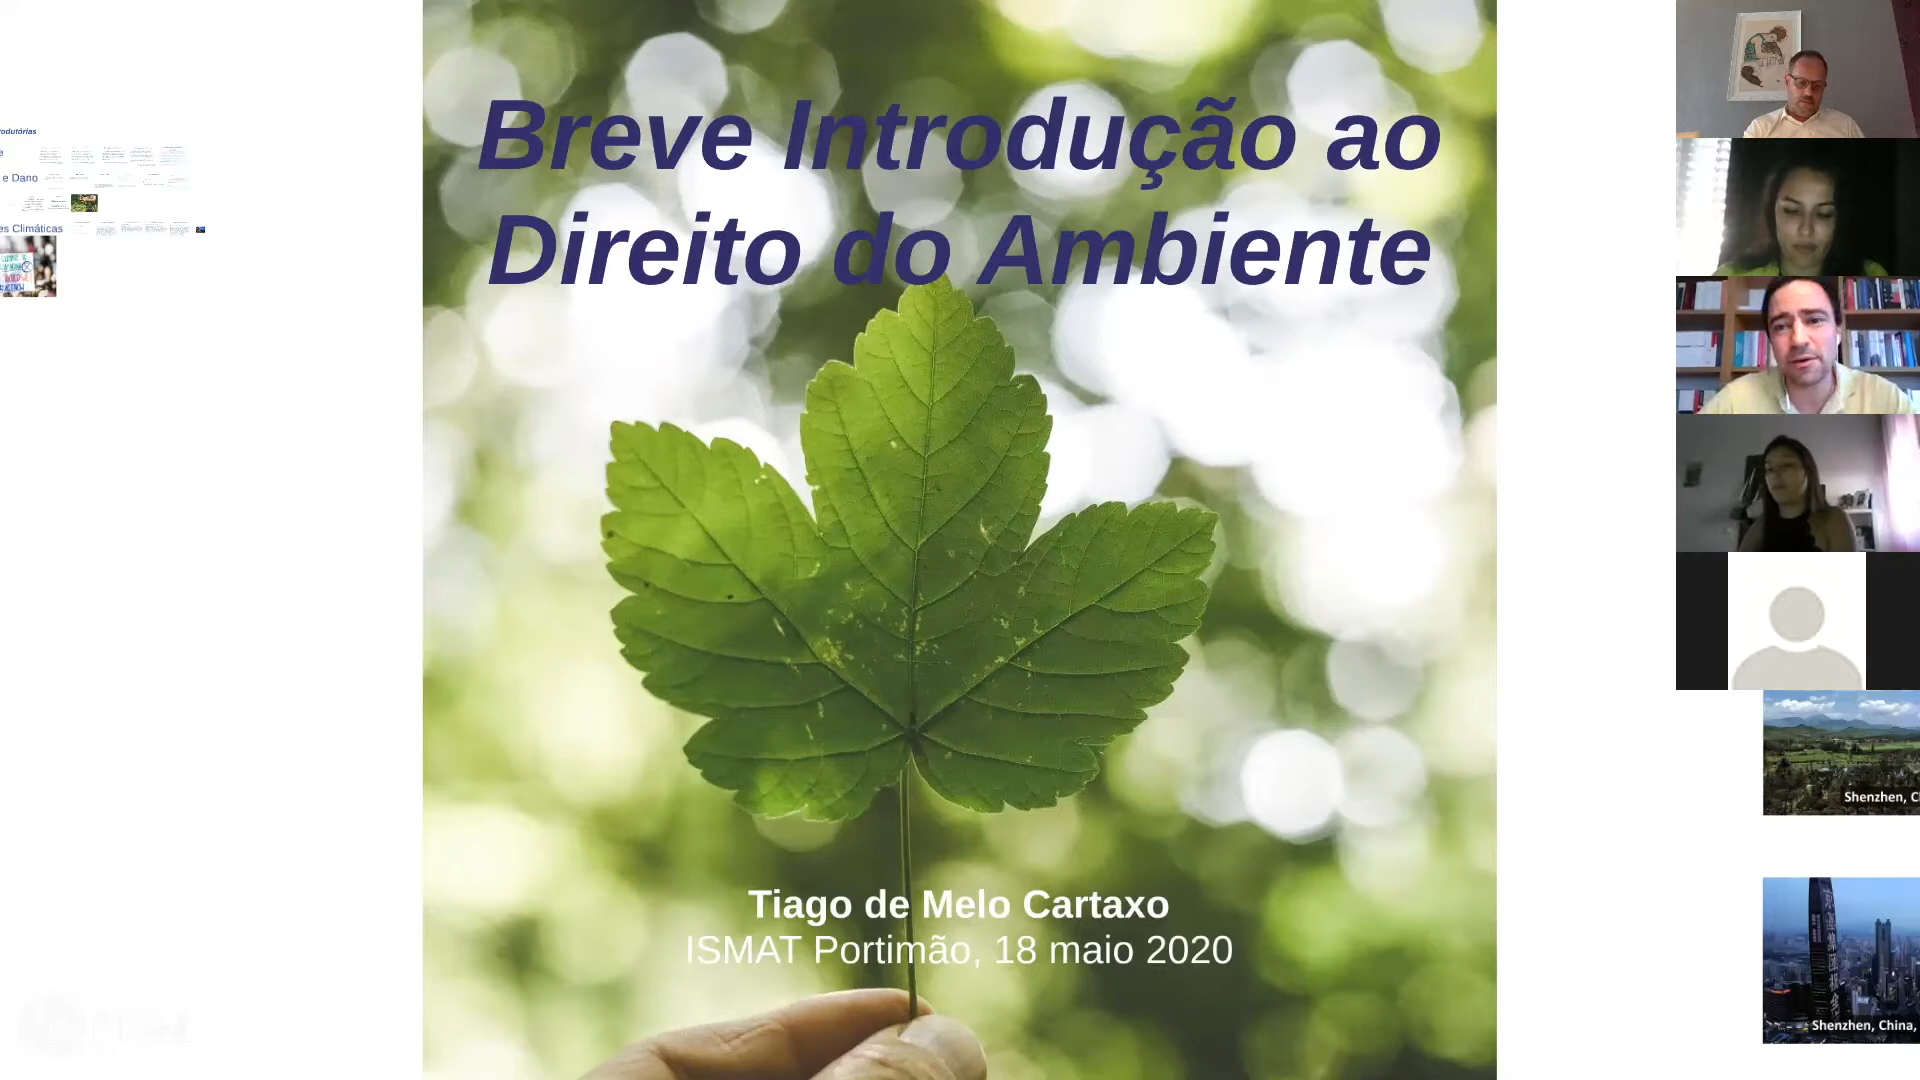 Breve Introdução ao
Direito do Ambiente
Tiago de Melo Cartaxo
ISMAT Portimão, 18 maio 2020
rodutórias
e
e Dano
es Climáticas
Shenzhen, C
Shenzhen, China,